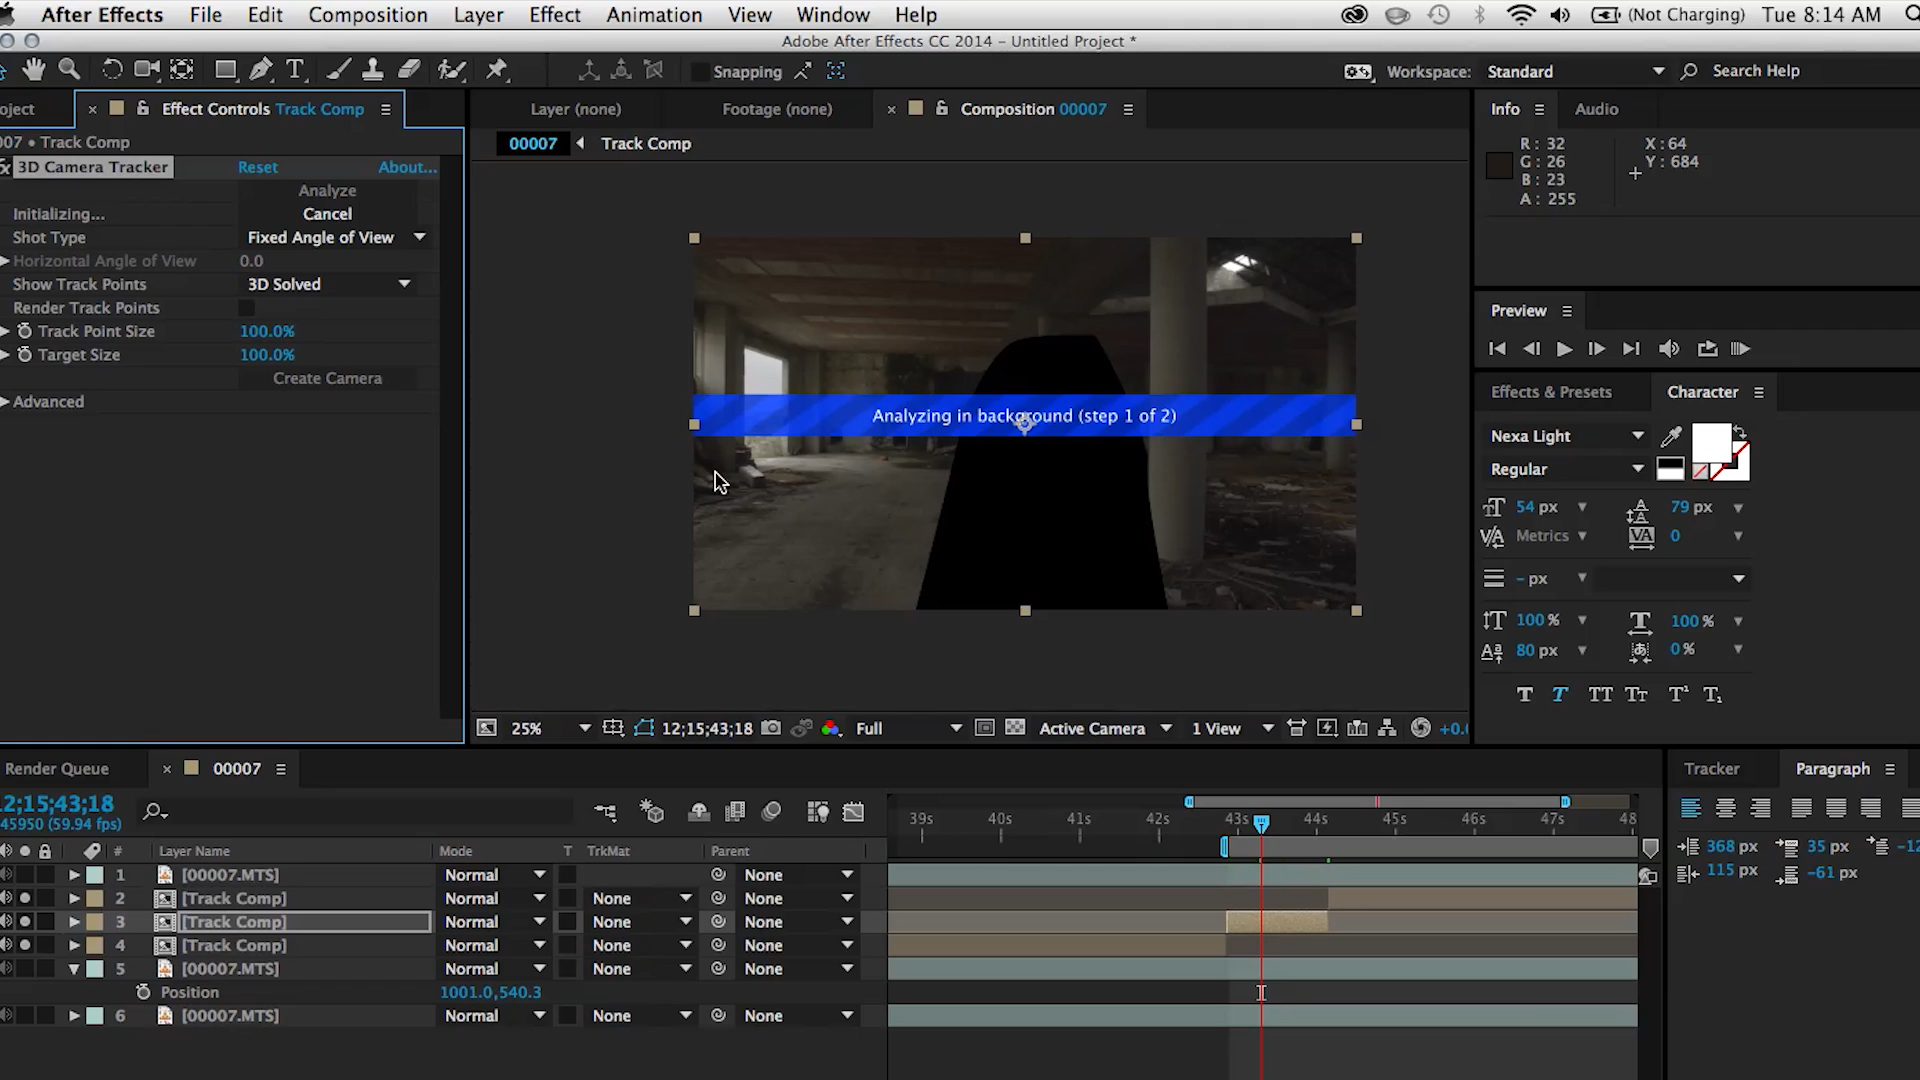 After Effects File Edit Composition Layer Effect Animation View Window Help (Not Charging) Tue 8:14 AM
Adobe After Effects CC 2014 - Untitled Project *
T Snapping Workspace: Standard Search Help
oject Effect Controls Track Comp Layer (none) Footage (none) Composition 00007 Info Audio
007 • Track Comp 00007 Track Comp
R: 32 X: 64
G: 26 Y: 684
B: 23
A: 255
3D Camera Tracker Reset About...
Analyze
Initializing... Cancel
Shot Type Fixed Angle of View
Horizontal Angle of View 0.0
Show Track Points 3D Solved
Render Track Points
Track Point Size 100.0%
Target Size 100.0%
Create Camera
Advanced
Analyzing in background (step 1 of 2)
Preview
Effects & Presets Character
Nexa Light
Regular
54 px 79 px
Metrics 0
- px
100 % 100 %
80 px 0 %
T T TT Tt T¹ T₁
25% 12;15;43;18 Full Active Camera 1 View +0.
Render Queue 00007 Tracker Paragraph
12;15;43;18
45950 (59.94 fps)
39s 40s 41s 42s 43s 44s 45s 46s 47s 48
368 px 35 px -12
115 px -61 px
# Layer Name Mode T TrkMat Parent
1 [00007.MTS] Normal None
2 [Track Comp] Normal None None
3 [Track Comp] Normal None None
4 [Track Comp] Normal None None
5 [00007.MTS] Normal None None
Position 1001.0,540.3
6 [00007.MTS] Normal None None